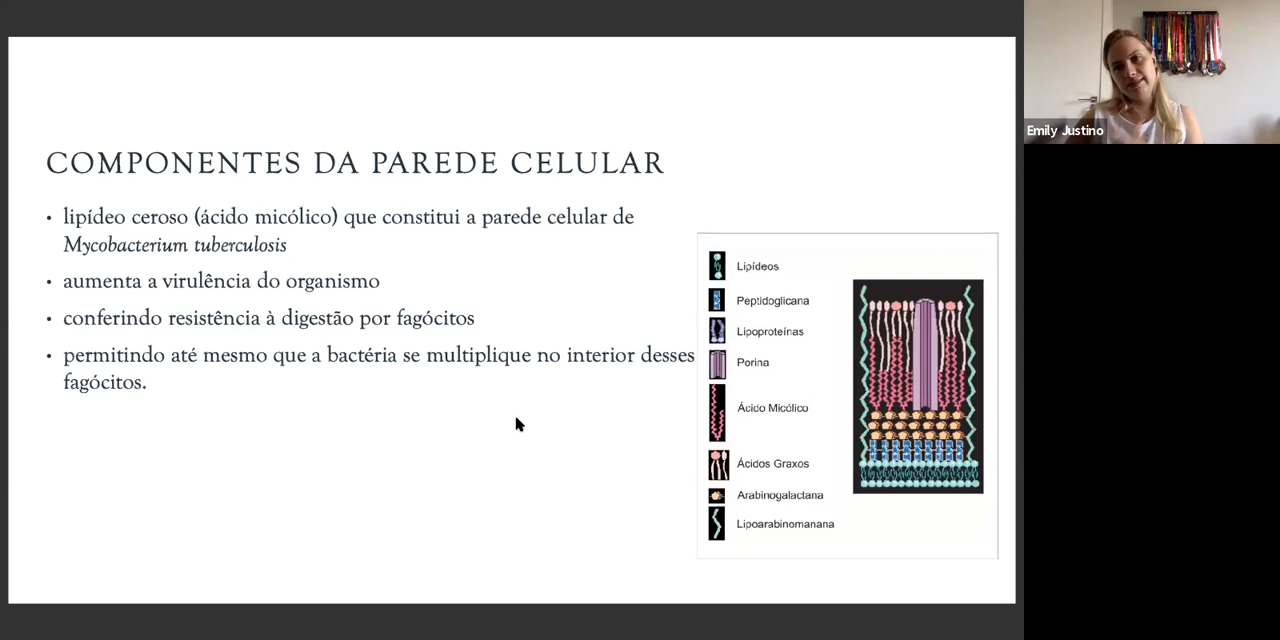 COMPONENTES DA PAREDE CELULAR
• lipídeo ceroso (ácido micólico) que constitui a parede celular de
Mycobacterium tuberculosis
• aumenta a virulência do organismo
• conferindo resistência à digestão por fagócitos
• permitindo até mesmo que a bactéria se multiplique no interior desses
fagócitos.
Lipídeos
Peptidoglicana
Lipoproteínas
Porina
Ácido Micólico
Ácidos Graxos
Arabinogalactana
Lipoarabinomanana
Emily Justino